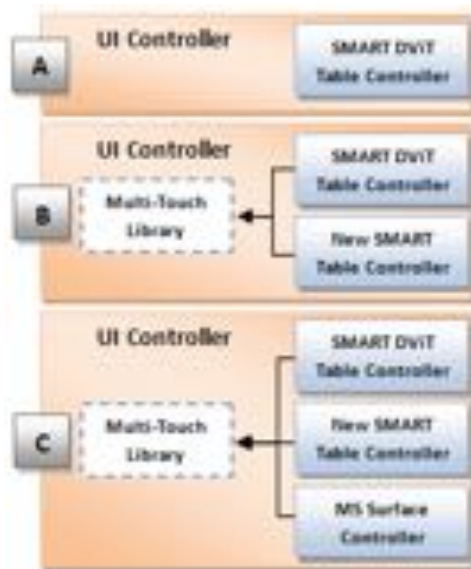 UI Controller
A
SMART DViT
Table Controller
UI Controller
B
Multi-Touch
Library
SMART DViT
Table Controller
New SMART
Table Controller
UI Controller
C
Multi-Touch
Library
SMART DViT
Table Controller
New SMART
Table Controller
MS Surface
Controller